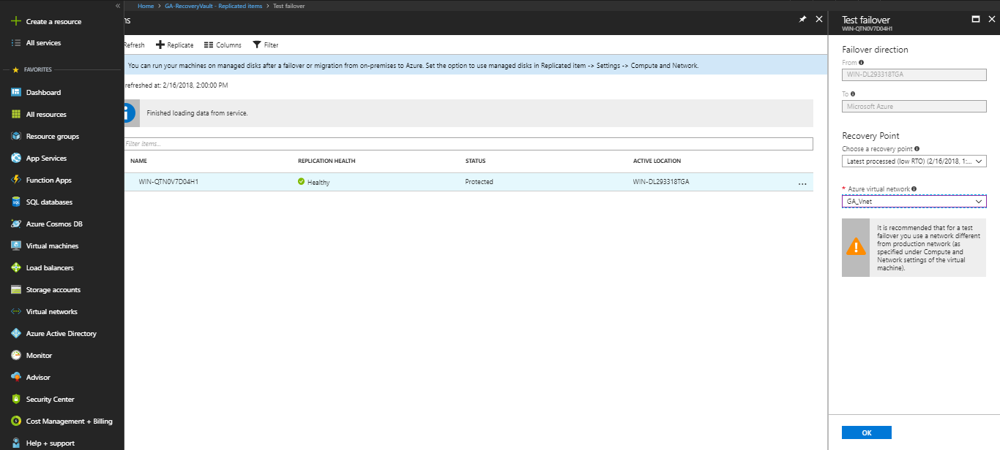 Create a resource
All services
FAVORITES
Dashboard
All resources
Resource groups
App Services
Function Apps
SQL databases
Azure Cosmos DB
Virtual machines
Load balancers
Storage accounts
Virtual networks
Azure Active Directory
Monitor
Advisor
Security Center
Cost Management + Billing
Help + support
Home > GA-RecoveryVault - Replicated items > Test failover
ns
Refresh Replicate Columns Filter
You can run your machines on managed disks after a failover or migration from on-premises to Azure. Set the option to use managed disks in Replicated item -> Settings -> Compute and Network.
refreshed at: 2/16/2018, 2:00:00 PM
Finished loading data from service.
Filter items...
NAME REPLICATION HEALTH STATUS ACTIVE LOCATION
WIN-QTN0V7D04H1 Healthy Protected WIN-DL293318TGA ...
Test failover
WIN-QTN0V7D04H1
Failover direction
From
WIN-DL293318TGA
To
Microsoft Azure
Recovery Point
Choose a recovery point
Latest processed (low RTO) (2/16/2018, 1:...
* Azure virtual network
GA_Vnet
It is recommended that for a test
failover you use a network different
from production network (as
specified under Compute and
Network settings of the virtual
machine).
OK